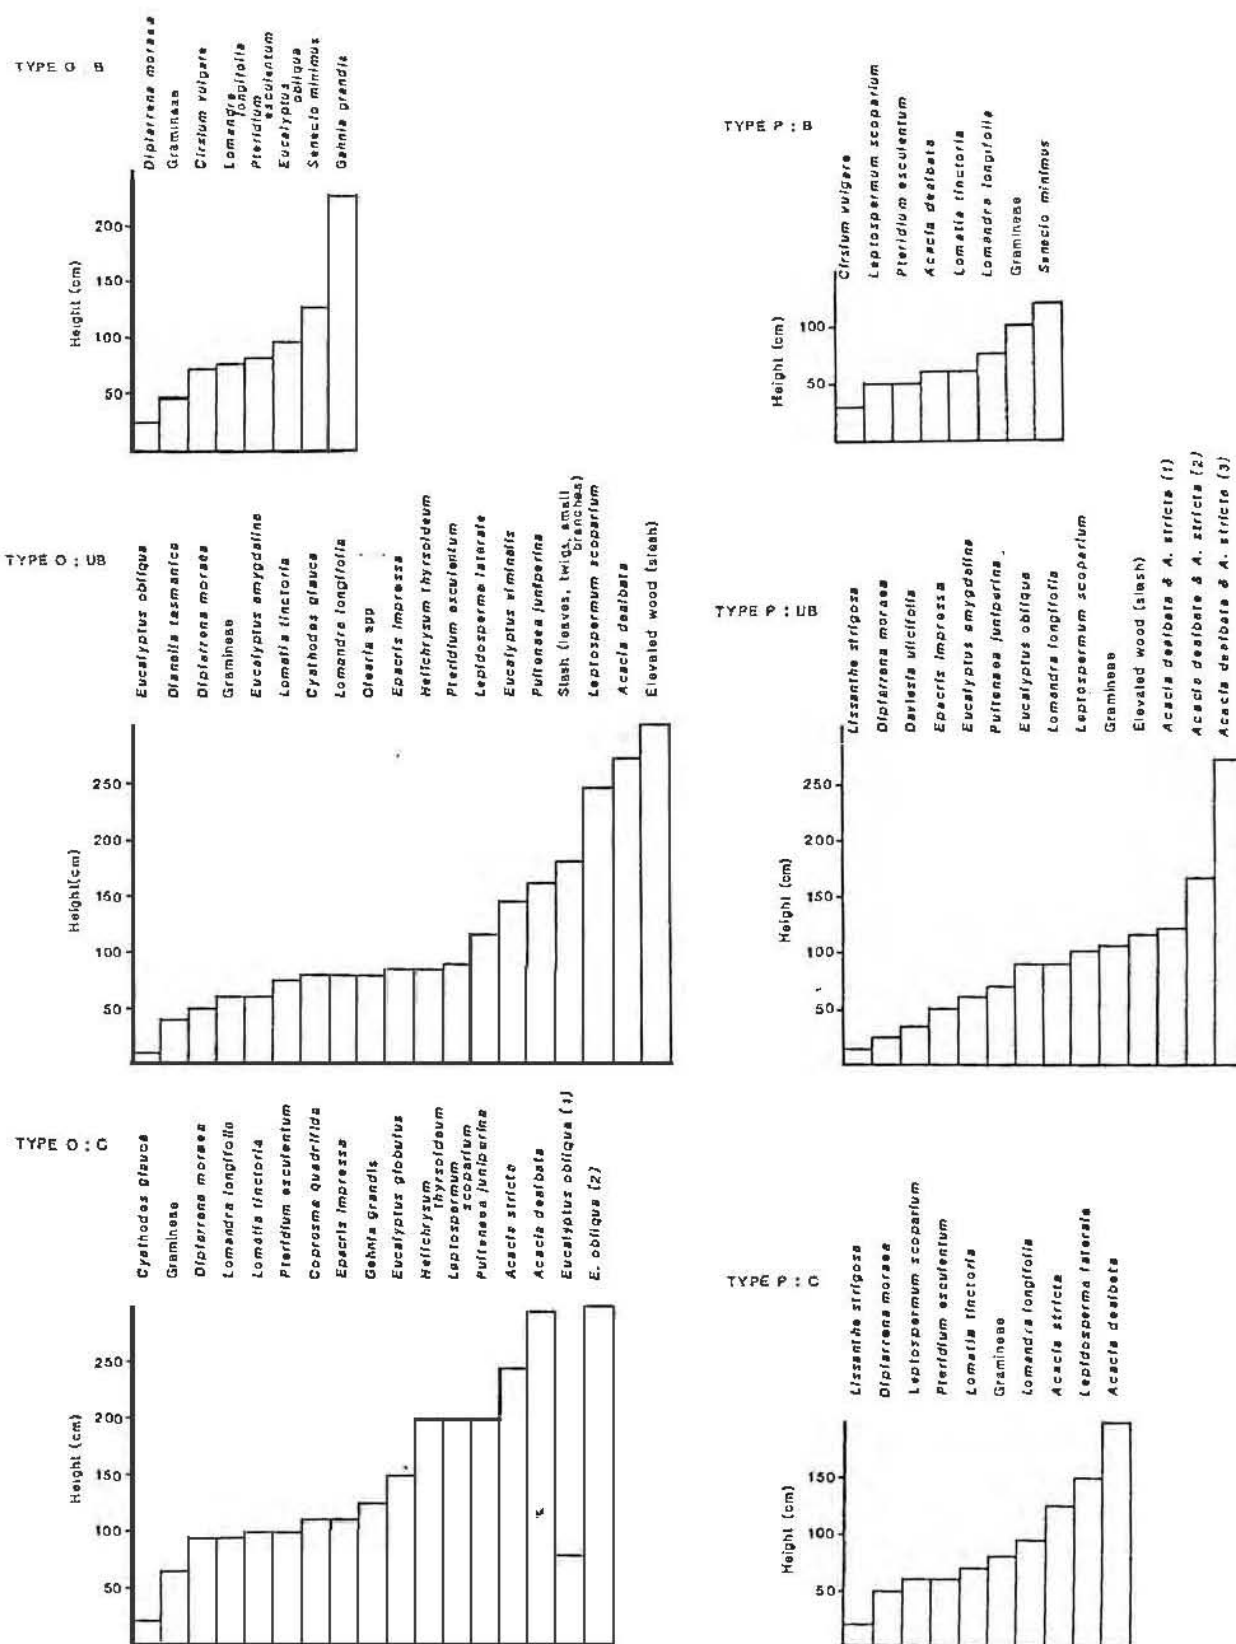 TYPE O : B
Diplarrena moraea
Gramineae
Cirsium vulgare
Lomandra
longifolia
Pteridium
esculentum
Eucalyptus
obliqua
Senecio minimus
Gahnia grandis
Height (cm)
200
150
100
50
TYPE P : B
Cirsium vulgare
Leptospermum scoparium
Pteridium esculentum
Acacia dealbata
Lomatia tinctoria
Lomandra longifolia
Gramineae
Senecio minimus
Height (cm)
100
50
TYPE O : UB
Eucalyptus obliqua
Dianella tasmanica
Diplarrena moraea
Gramineae
Eucalyptus amygdalina
Lomatia tinctoria
Cyathodes glauca
Lomandra longifolia
Olearia spp
Epacris impressa
Helichrysum thyrsoideum
Pteridium esculentum
Lepidosperma laterale
Eucalyptus viminalis
Pultenaea juniperina
Slash (leaves, twigs, small
branches)
Leptospermum scoparium
Acacia dealbata
Elevated wood (slash)
Height(cm)
250
200
150
100
50
TYPE P : UB
Lissanthe strigosa
Diplarrena moraea
Daviesia ulicifolia
Epacris impressa
Eucalyptus amygdalina
Pultenaea juniperina
Eucalyptus obliqua
Lomandra longifolia
Leptospermum scoparium
Gramineae
Elevated wood (slash)
Acacia dealbata & A. stricta (1)
Acacia dealbata & A. stricta (2)
Acacia dealbata & A. stricta (3)
Height (cm)
250
200
150
100
50
TYPE O : C
Cyathodes glauca
Gramineae
Diplarrena moraea
Lomandra longifolia
Lomatia tinctoria
Pteridium esculentum
Coprosma quadrifida
Epacris impressa
Gahnia grandis
Eucalyptus globulus
Helichrysum
thyrsoideum
Leptospermum
scoparium
Pultenaea juniperina
Acacia stricta
Acacia dealbata
Eucalyptus obliqua (1)
E. obliqua (2)
Height (cm)
250
200
150
100
50
TYPE P : C
Lissanthe strigosa
Diplarrena moraea
Leptospermum scoparium
Pteridium esculentum
Lomatia tinctoria
Gramineae
Lomandra longifolia
Acacia stricta
Lepidosperma laterale
Acacia dealbata
Height (cm)
150
100
50